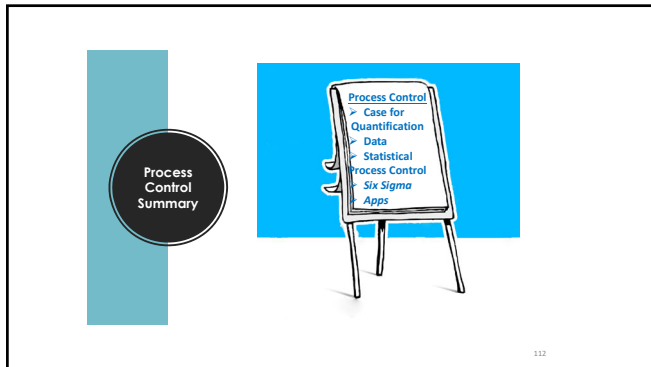 Process
Control
Summary
Process Control
➢ Case for
Quantification
➢ Data
➢ Statistical
Process Control
➢ Six Sigma
➢ Apps
112